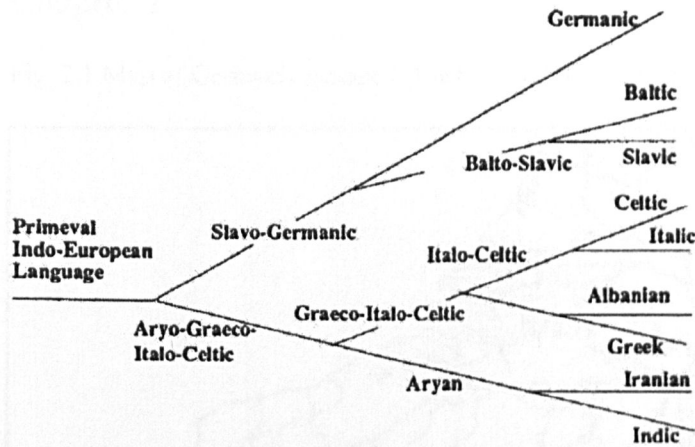 Germanic
Baltic
Balto-Slavic
Slavic
Celtic
Primeval
Indo-European
Language
Slavo-Germanic
Italic
Italo-Celtic
Albanian
Graeco-Italo-Celtic
Aryo-Graeco-
Italo-Celtic
Greek
Aryan
Iranian
Indic